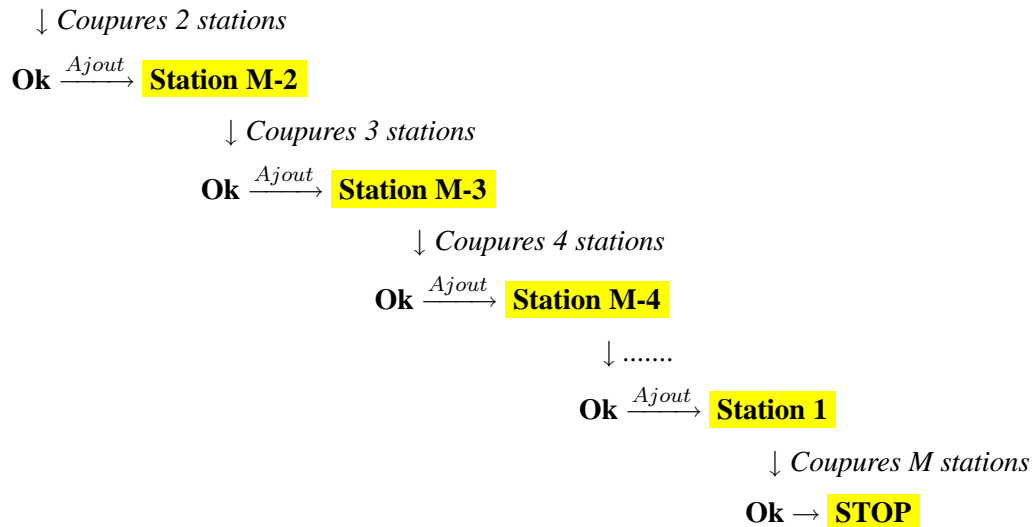 ↓ Coupures 2 stations
Ok Ajout → Station M-2
↓ Coupures 3 stations
Ok Ajout → Station M-3
↓ Coupures 4 stations
Ok Ajout → Station M-4
↓ .......
Ok Ajout → Station 1
↓ Coupures M stations
Ok → STOP